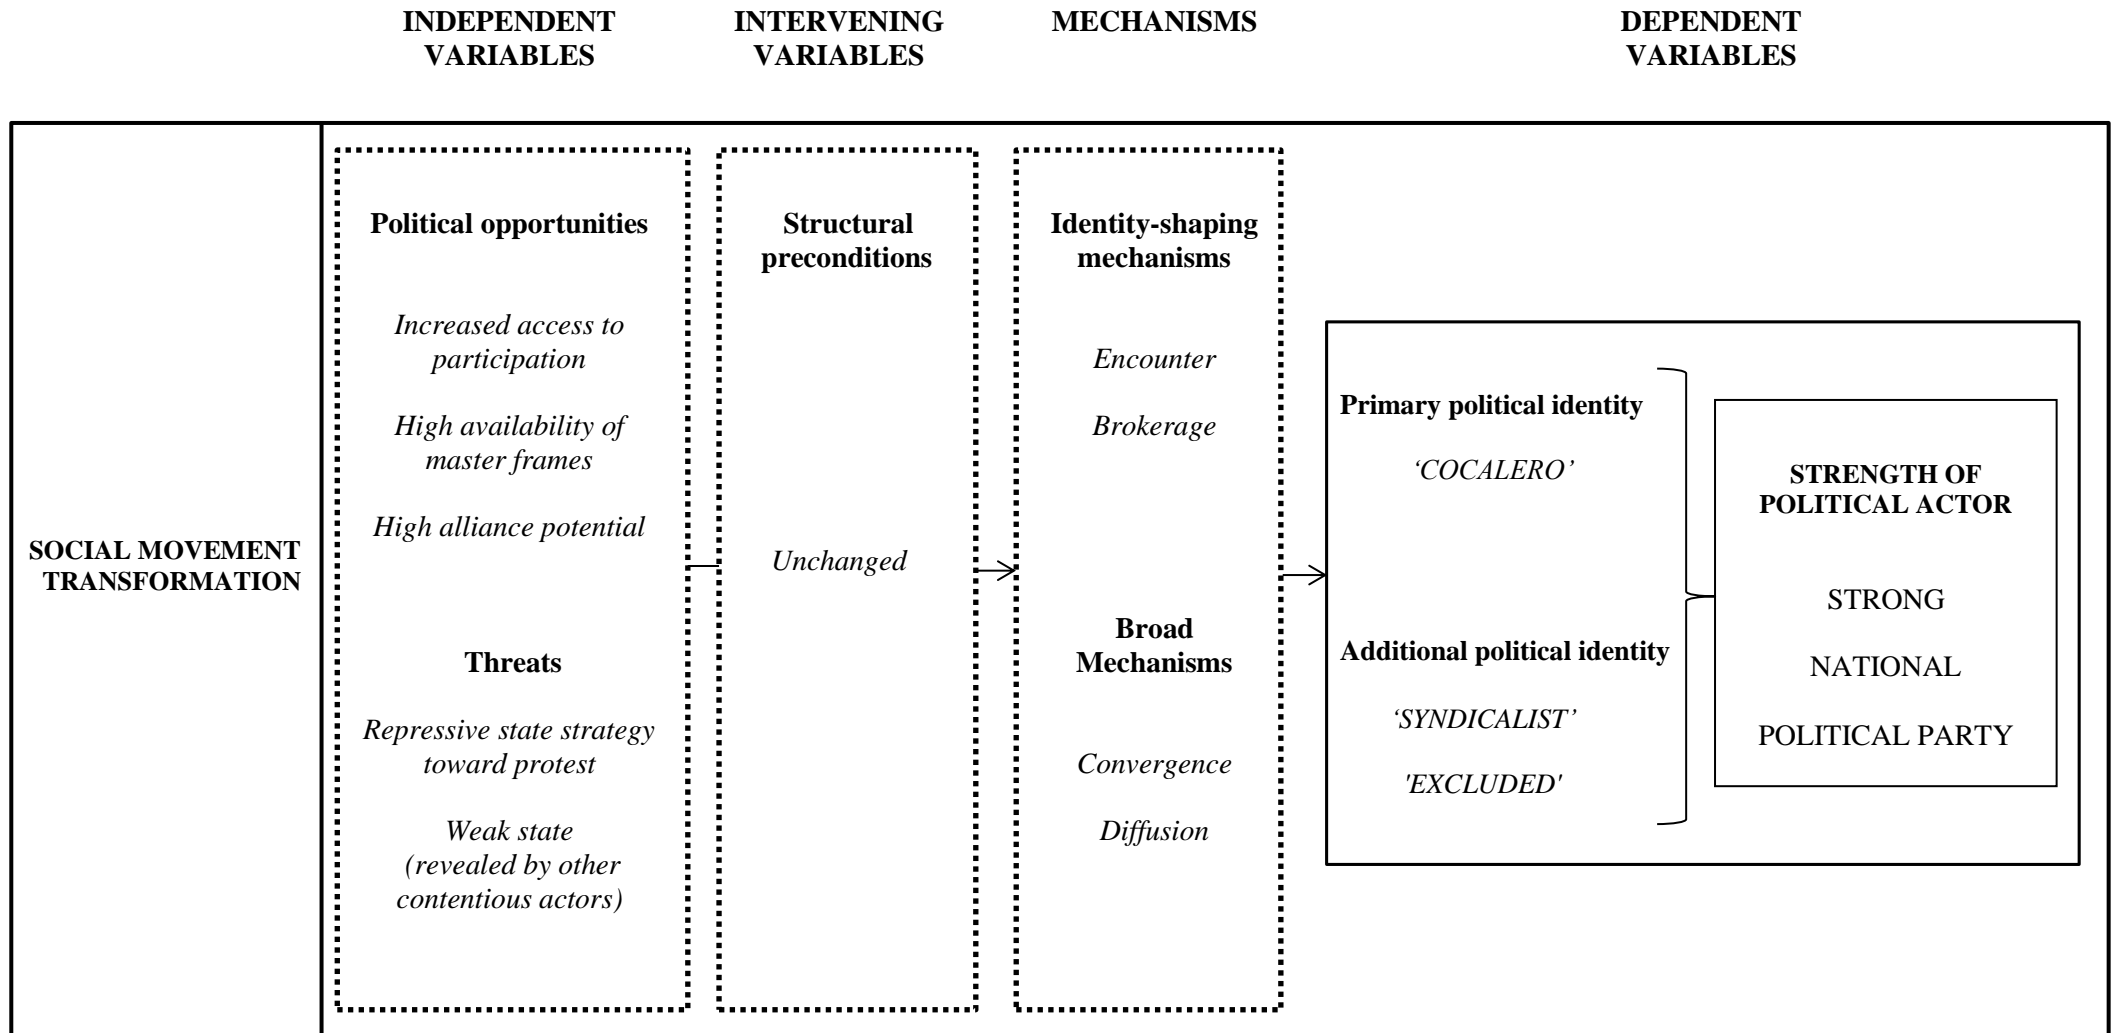 INDEPENDENT
VARIABLES
INTERVENING
VARIABLES
MECHANISMS
DEPENDENT
VARIABLES
SOCIAL MOVEMENT
TRANSFORMATION
Political opportunities
Increased access to
participation
High availability of
master frames
High alliance potential
Threats
Repressive state strategy
toward protest
Weak state
(revealed by other
contentious actors)
Structural
preconditions
Unchanged
Identity-shaping
mechanisms
Encounter
Brokerage
Broad
Mechanisms
Convergence
Diffusion
Primary political identity
‘COCALERO’
Additional political identity
‘SYNDICALIST’
'EXCLUDED'
STRENGTH OF
POLITICAL ACTOR
STRONG
NATIONAL
POLITICAL PARTY